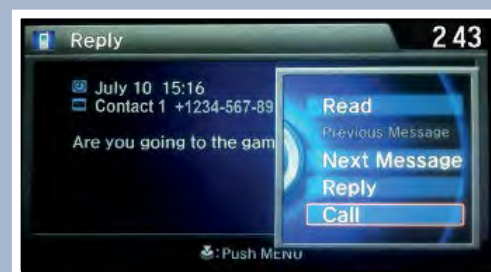 Reply
2 43
July 10 15:16
Contact 1 +1234-567-89
Are you going to the gam
Read
Previous Message
Next Message
Reply
Call
:Push MENU